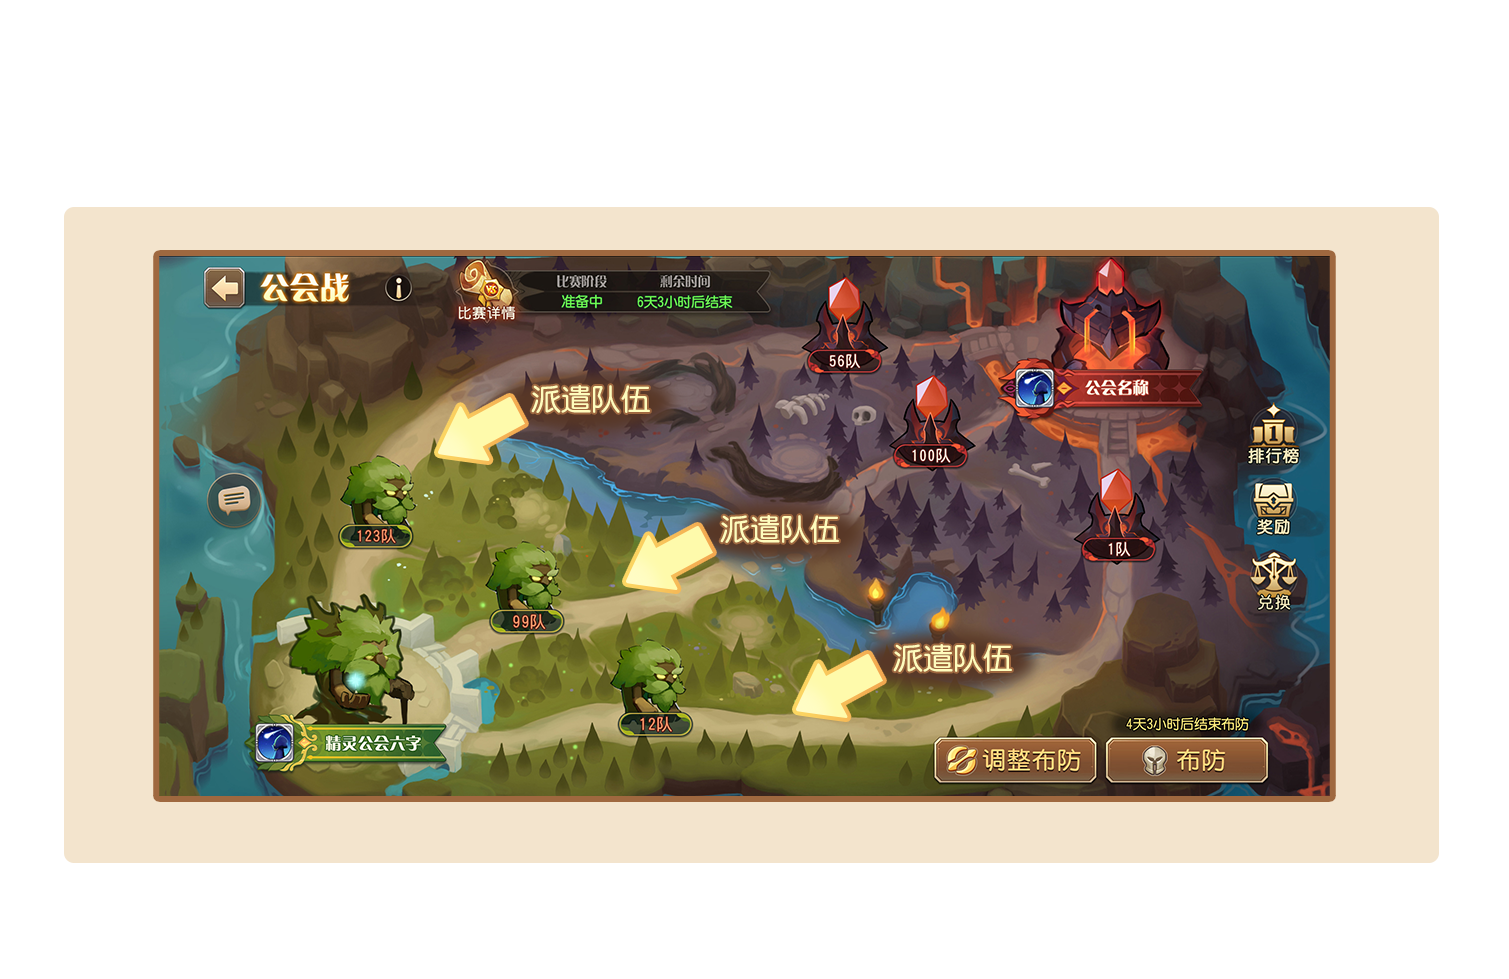 公会战
比赛详情
比赛阶段
剩余时间
准备中
6天3小时后结束
56队
派遣队伍
公会名称
100队
排行榜
123队
派遣队伍
奖励
1队
兑换
99队
派遣队伍
12队
精灵公会六字
4天3小时后结束布防
调整布防
布防